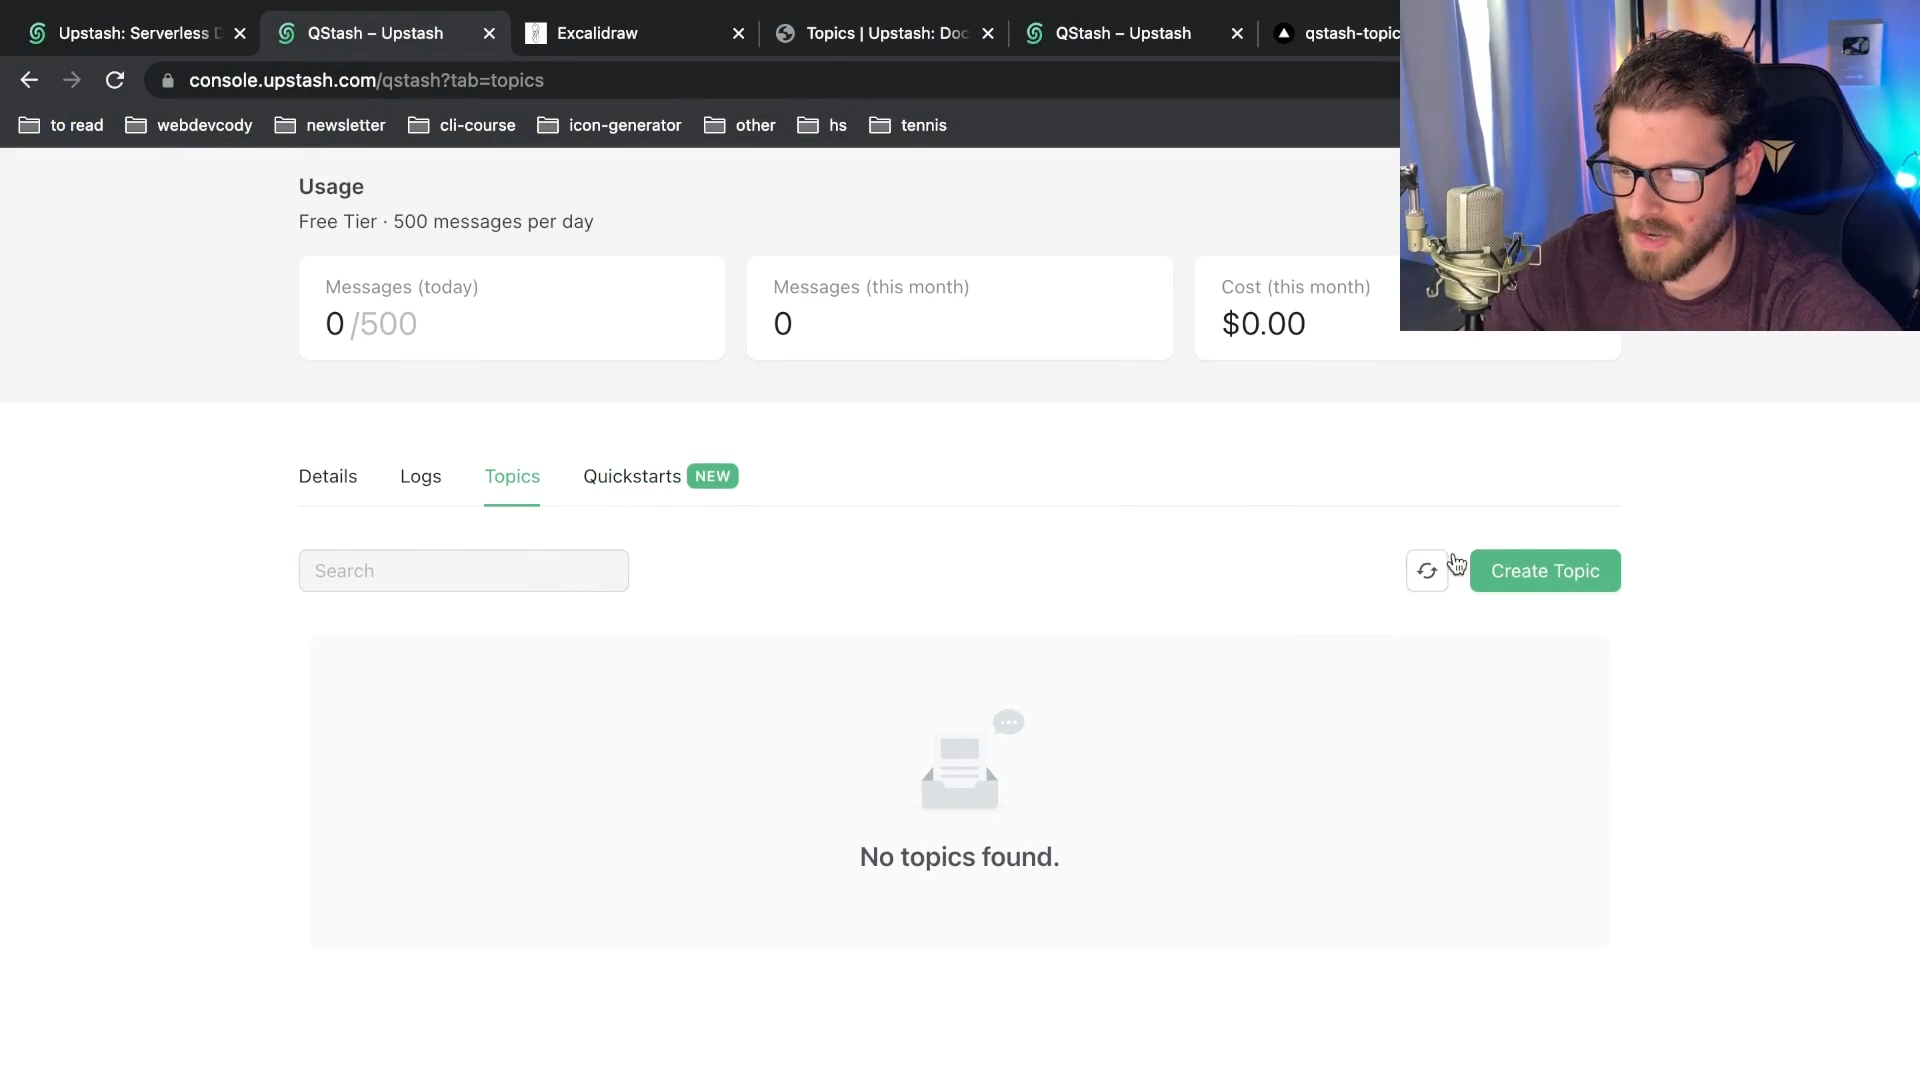 Upstash: Serverless D
QStash – Upstash
Excalidraw
Topics | Upstash: Doc
QStash – Upstash
qstash-topic
console.upstash.com/qstash?tab=topics
to read
webdevcody
newsletter
cli-course
icon-generator
other
hs
tennis
Usage
Free Tier · 500 messages per day
Messages (today)
0 /500
Messages (this month)
0
Cost (this month)
$0.00
Details
Logs
Topics
Quickstarts NEW
Search
Create Topic
No topics found.